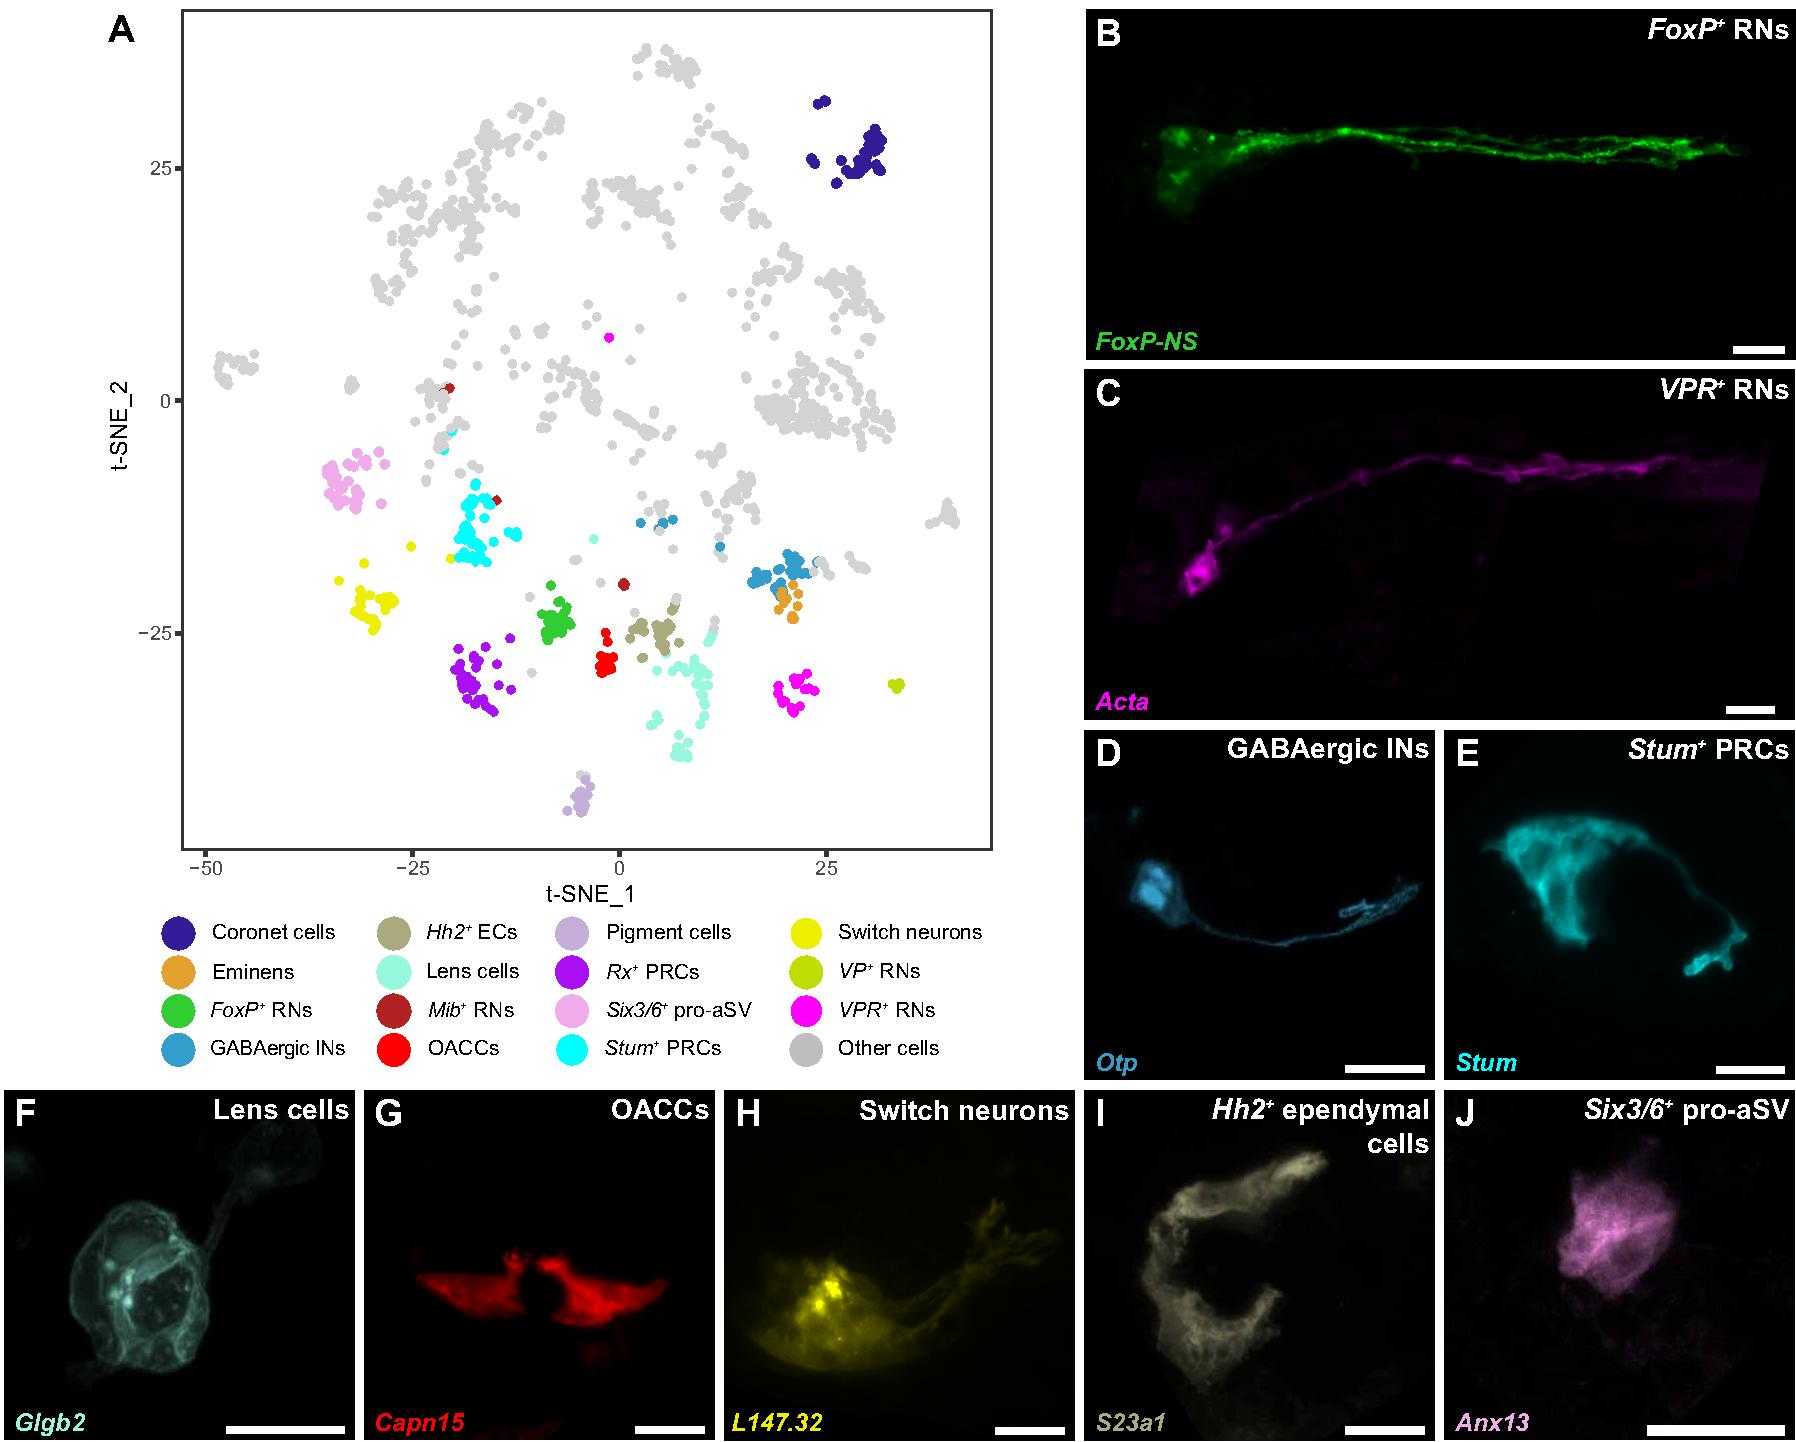 A
25
0
−25
t-SNE_2
−50
−25
0
25
t-SNE_1
Coronet cells
Hh2⁺ ECs
Pigment cells
Switch neurons
Eminens
Lens cells
Rx⁺ PRCs
VP⁺ RNs
FoxP⁺ RNs
Mib⁺ RNs
Six3/6⁺ pro-aSV
VPR⁺ RNs
GABAergic INs
OACCs
Stum⁺ PRCs
Other cells
B
FoxP⁺ RNs
FoxP-NS
C
VPR⁺ RNs
Acta
D
GABAergic INs
Otp
E
Stum⁺ PRCs
Stum
F
Lens cells
Glgb2
G
OACCs
Capn15
H
Switch neurons
L147.32
I
Hh2⁺ ependymal
cells
S23a1
J
Six3/6⁺ pro-aSV
Anx13